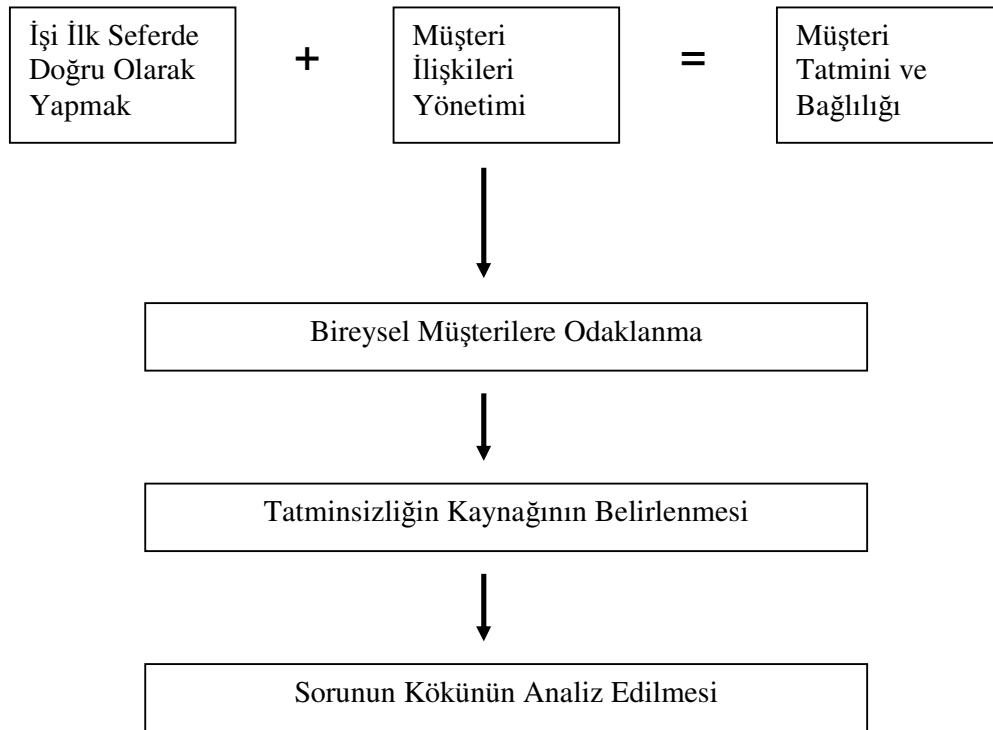 İşi İlk Seferde
Doğru Olarak
Yapmak
+
Müşteri
İlişkileri
Yönetimi
=
Müşteri
Tatmini ve
Bağlılığı
Bireysel Müşterilere Odaklanma
Tatminsizliğin Kaynağının Belirlenmesi
Sorunun Kökünün Analiz Edilmesi